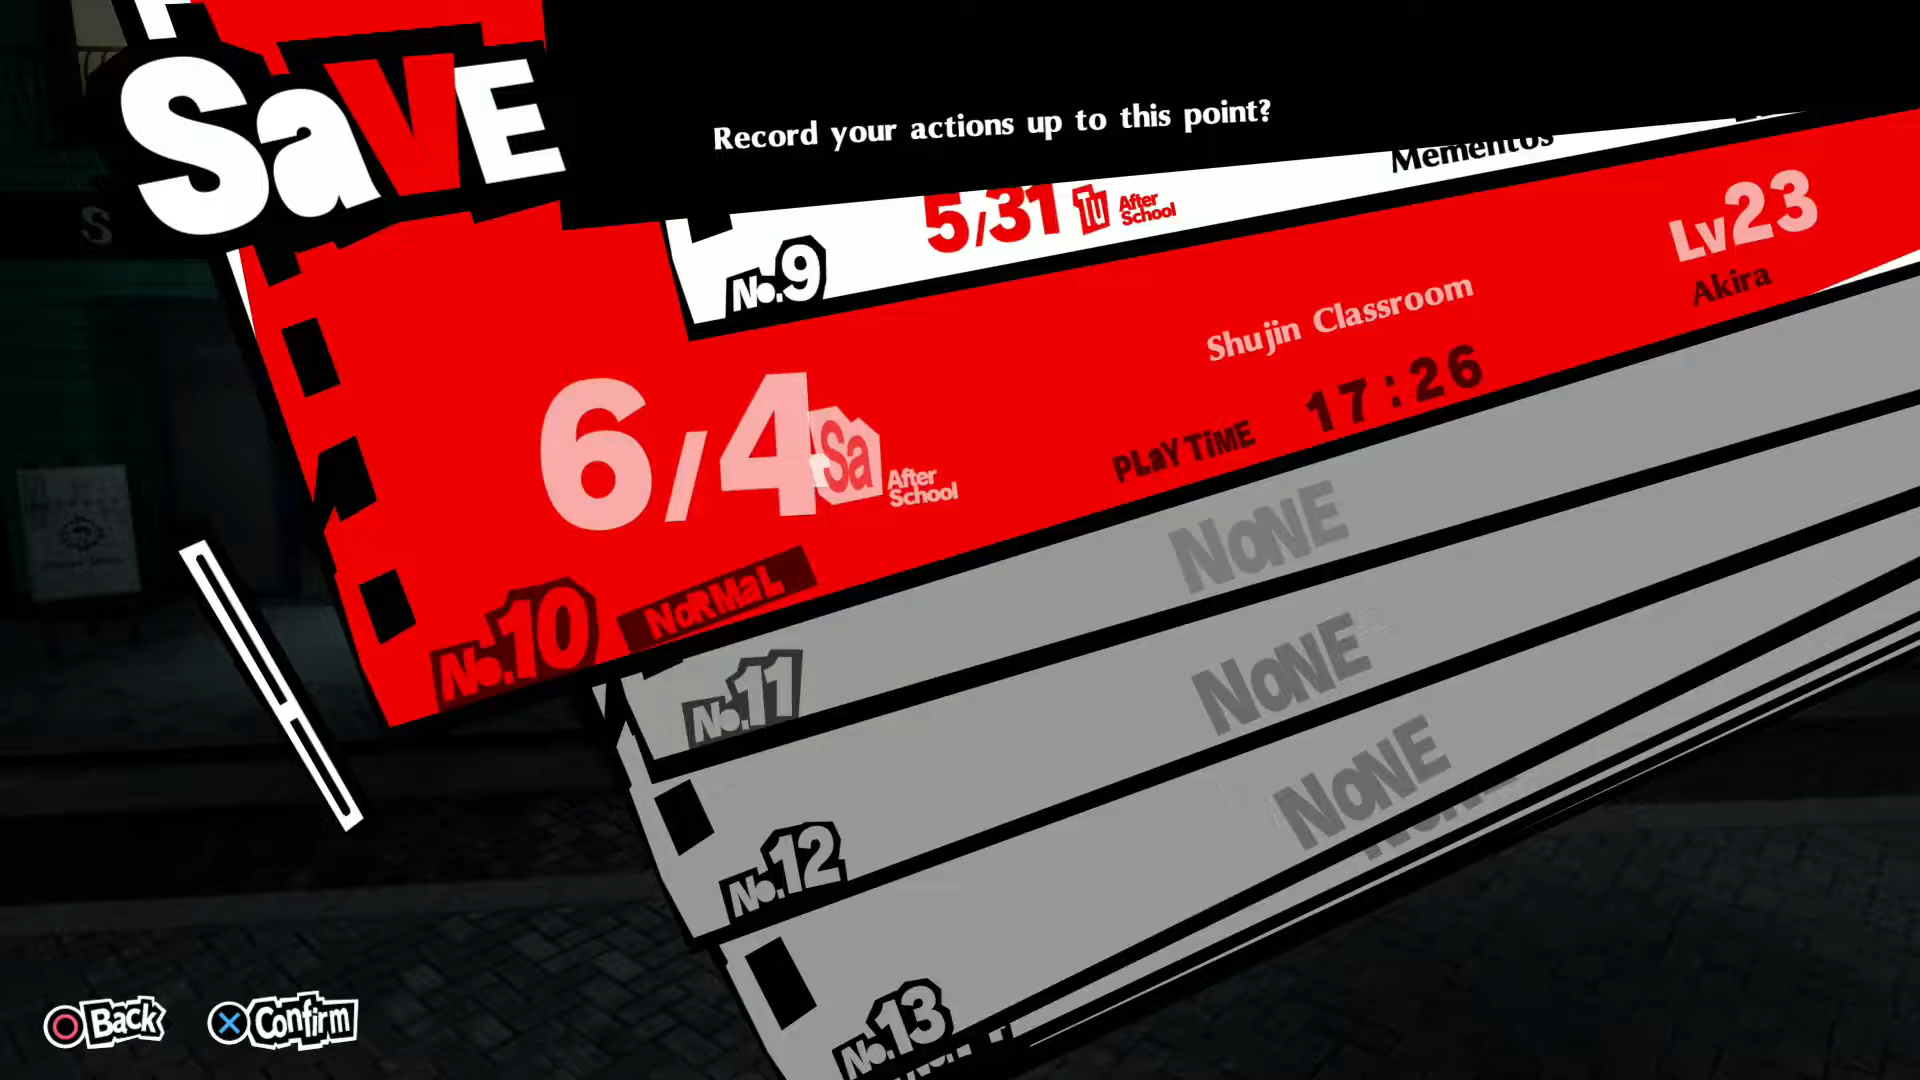 SaVE
Record your actions up to this point?
Mementos
5/31 Tu After School
No.9
Lv23
Akira
Shujin Classroom
6/4 Sa After School
PLaY TiME 17:26
No.10 NoRMaL
NoNE
No.11
NoNE
No.12
NoNE
No.13
Back Confirm